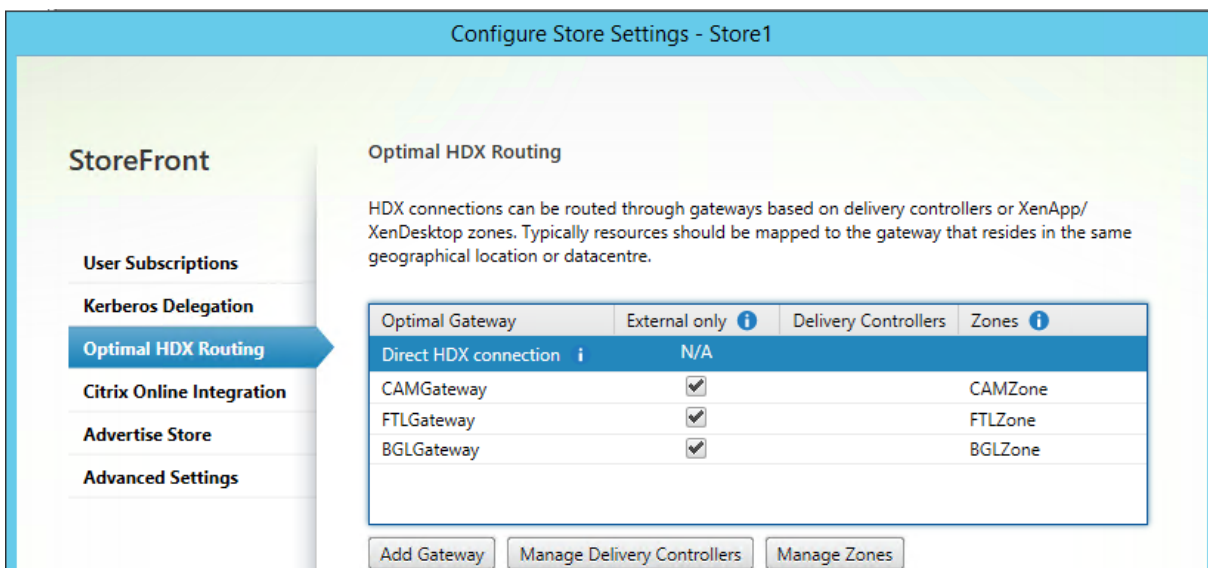 Configure Store Settings - Store1
StoreFront
User Subscriptions
Kerberos Delegation
Optimal HDX Routing
Citrix Online Integration
Advertise Store
Advanced Settings
Optimal HDX Routing
HDX connections can be routed through gateways based on delivery controllers or XenApp/
XenDesktop zones. Typically resources should be mapped to the gateway that resides in the same
geographical location or datacentre.
Optimal Gateway External only i Delivery Controllers Zones i
Direct HDX connection i N/A
CAMGateway CAMZone
FTLGateway FTLZone
BGLGateway BGLZone
Add Gateway Manage Delivery Controllers Manage Zones